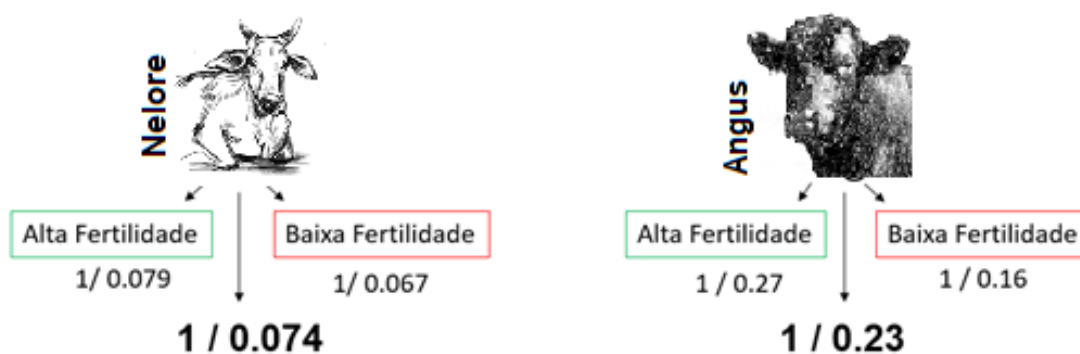 Nelore
Alta Fertilidade
1/ 0.079
Baixa Fertilidade
1/ 0.067
1 / 0.074
Angus
Alta Fertilidade
1 / 0.27
Baixa Fertilidade
1 / 0.16
1 / 0.23